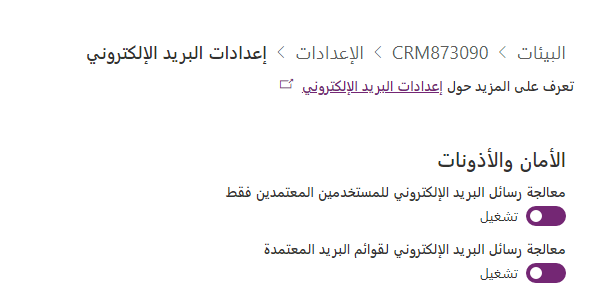 البيئات > CRM873090 > الإعدادات > إعدادات البريد الإلكتروني
تعرف على المزيد حول إعدادات البريد الإلكتروني
الأمان والأذونات
معالجة رسائل البريد الإلكتروني للمستخدمين المعتمدين فقط
تشغيل
معالجة رسائل البريد الإلكتروني لقوائم البريد المعتمدة
تشغيل